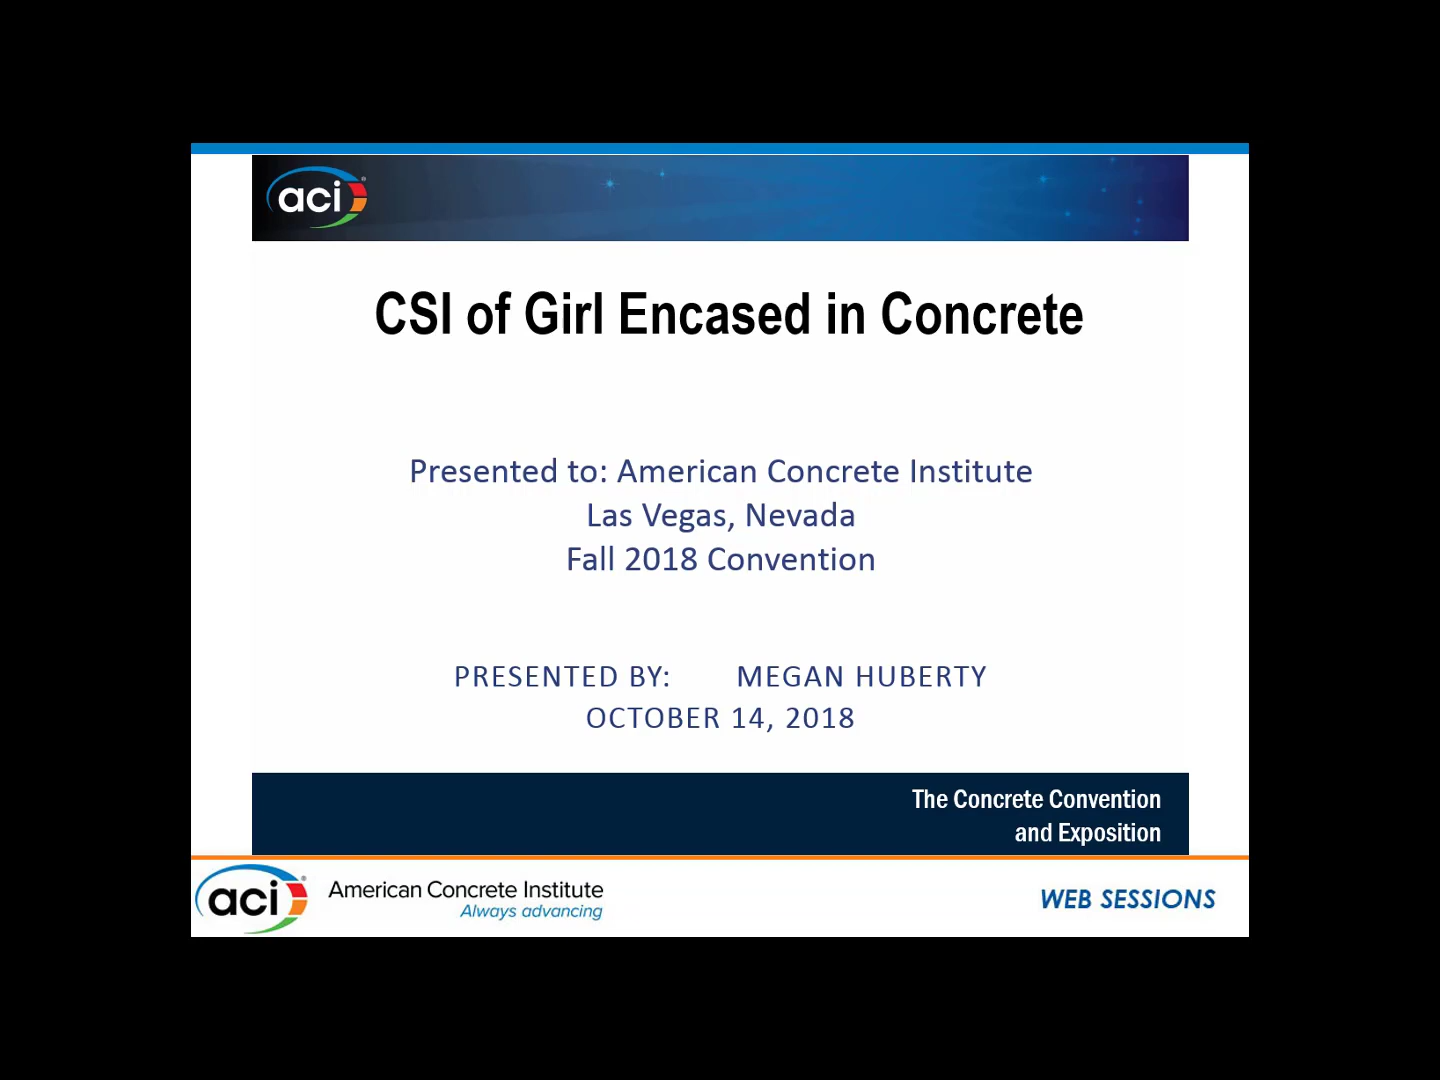 aci®
CSI of Girl Encased in Concrete
Presented to: American Concrete Institute
Las Vegas, Nevada
Fall 2018 Convention
PRESENTED BY: MEGAN HUBERTY
OCTOBER 14, 2018
The Concrete Convention
and Exposition
aci®
American Concrete Institute
Always advancing
WEB SESSIONS